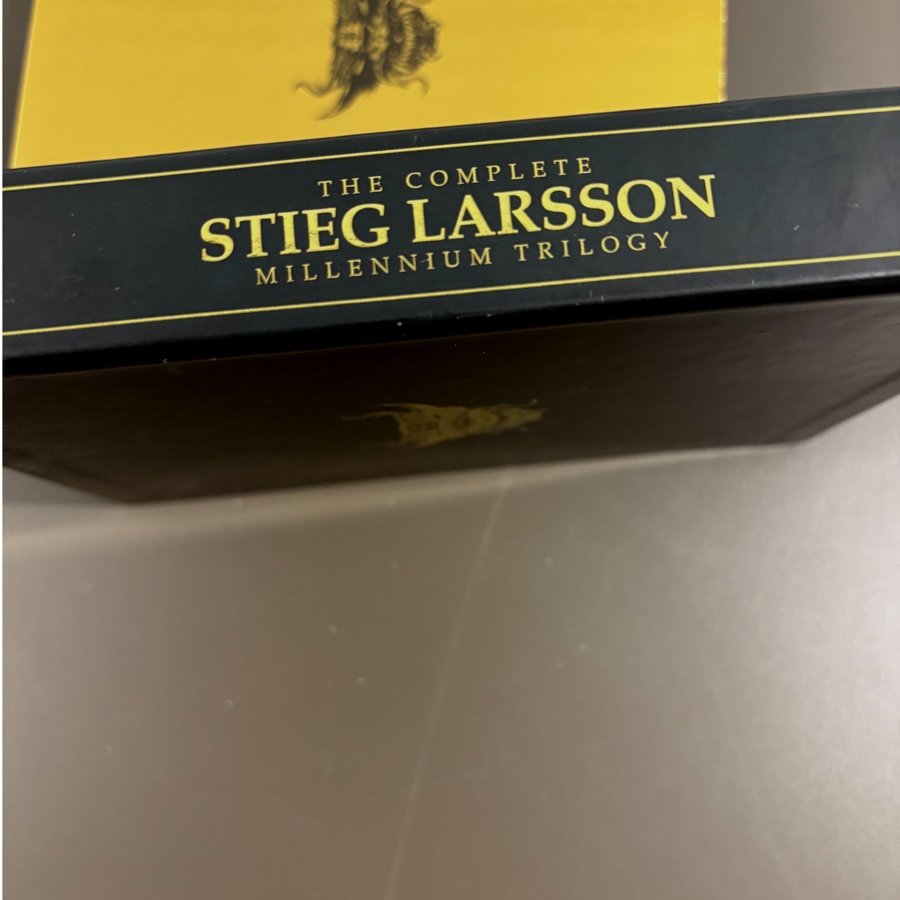 THE COMPLETE
STIEG LARSSON
MILLENNIUM TRILOGY